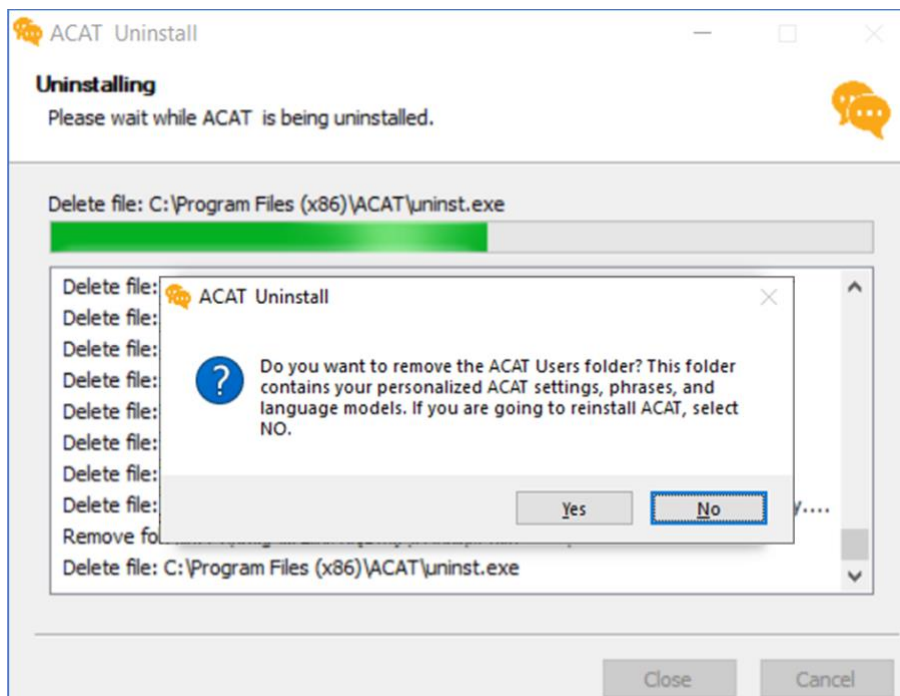 ACAT Uninstall
Uninstalling
Please wait while ACAT is being uninstalled.
Delete file: C:\Program Files (x86)\ACAT\uninst.exe
Delete file:
Delete file:
Delete file:
Delete file:
Delete file:
Delete file:
Delete file:
Delete file:
Remove fo
Delete file: C:\Program Files (x86)\ACAT\uninst.exe
ACAT Uninstall
Do you want to remove the ACAT Users folder? This folder
contains your personalized ACAT settings, phrases, and
language models. If you are going to reinstall ACAT, select
NO.
Yes
No
Close
Cancel